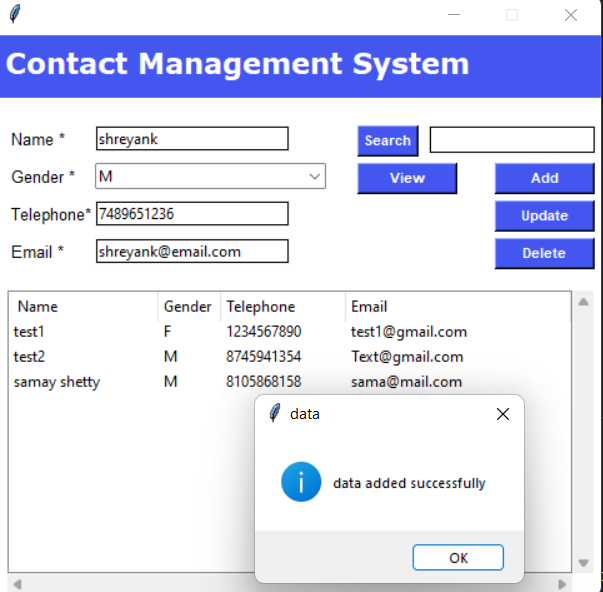 Contact Management System
Name * shreyank Search
Gender * M View Add
Telephone* 7489651236 Update
Email * shreyank@email.com Delete
Name Gender Telephone Email
test1 F 1234567890 test1@gmail.com
test2 M 8745941354 Text@gmail.com
samay shetty M 8105868158 sama@mail.com
data
data added successfully
OK